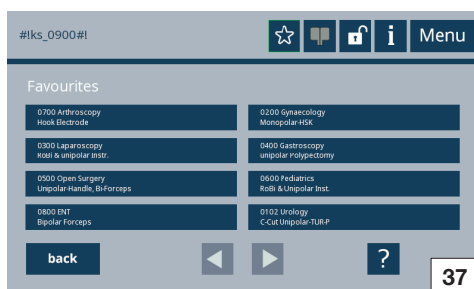 #!ks_0900#!
i Menu
Favourites
0700 Arthroscopy
Hook Electrode
0200 Gynaecology
Monopolar-HSK
0300 Laparoscopy
RoBi & unipolar Instr.
0400 Gastroscopy
unipolar Polypectomy
0500 Open Surgery
Unipolar-Handle, Bi-Forceps
0600 Pediatrics
RoBi & Unipolar Inst.
0800 ENT
Bipolar Forceps
0102 Urology
C-Cut Unipolar-TUR-P
back ?
37